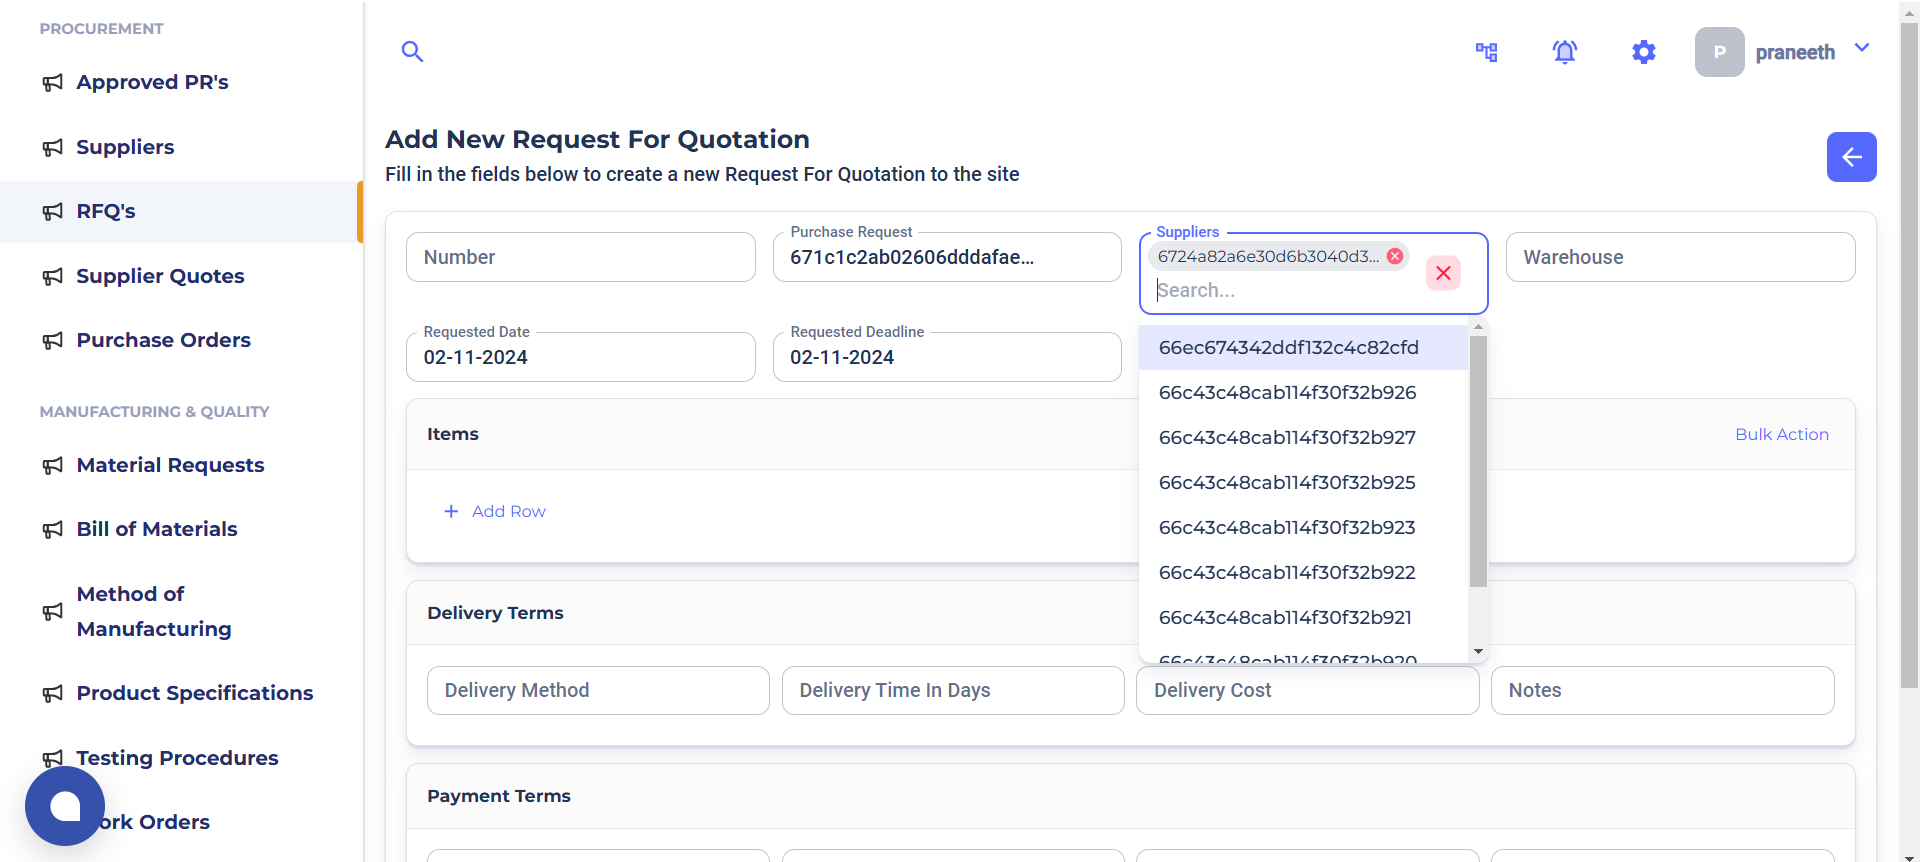 PROCUREMENT
Approved PR's
Suppliers
RFQ's
Supplier Quotes
Purchase Orders
MANUFACTURING & QUALITY
Material Requests
Bill of Materials
Method of
Manufacturing
Product Specifications
Testing Procedures
ork Orders
P
praneeth
Add New Request For Quotation
Fill in the fields below to create a new Request For Quotation to the site
Number
Purchase Request
671c1c2ab02606dddafae...
Suppliers
6724a82a6e30d6b3040d3...
Search...
Warehouse
Requested Date
02-11-2024
Requested Deadline
02-11-2024
66ec674342ddf132c4c82cfd
66c43c48cab114f30f32b926
66c43c48cab114f30f32b927
66c43c48cab114f30f32b925
66c43c48cab114f30f32b923
66c43c48cab114f30f32b922
66c43c48cab114f30f32b921
66c43c48cab114f30f32b920
Items
Bulk Action
+ Add Row
Delivery Terms
Delivery Method
Delivery Time In Days
Delivery Cost
Notes
Payment Terms